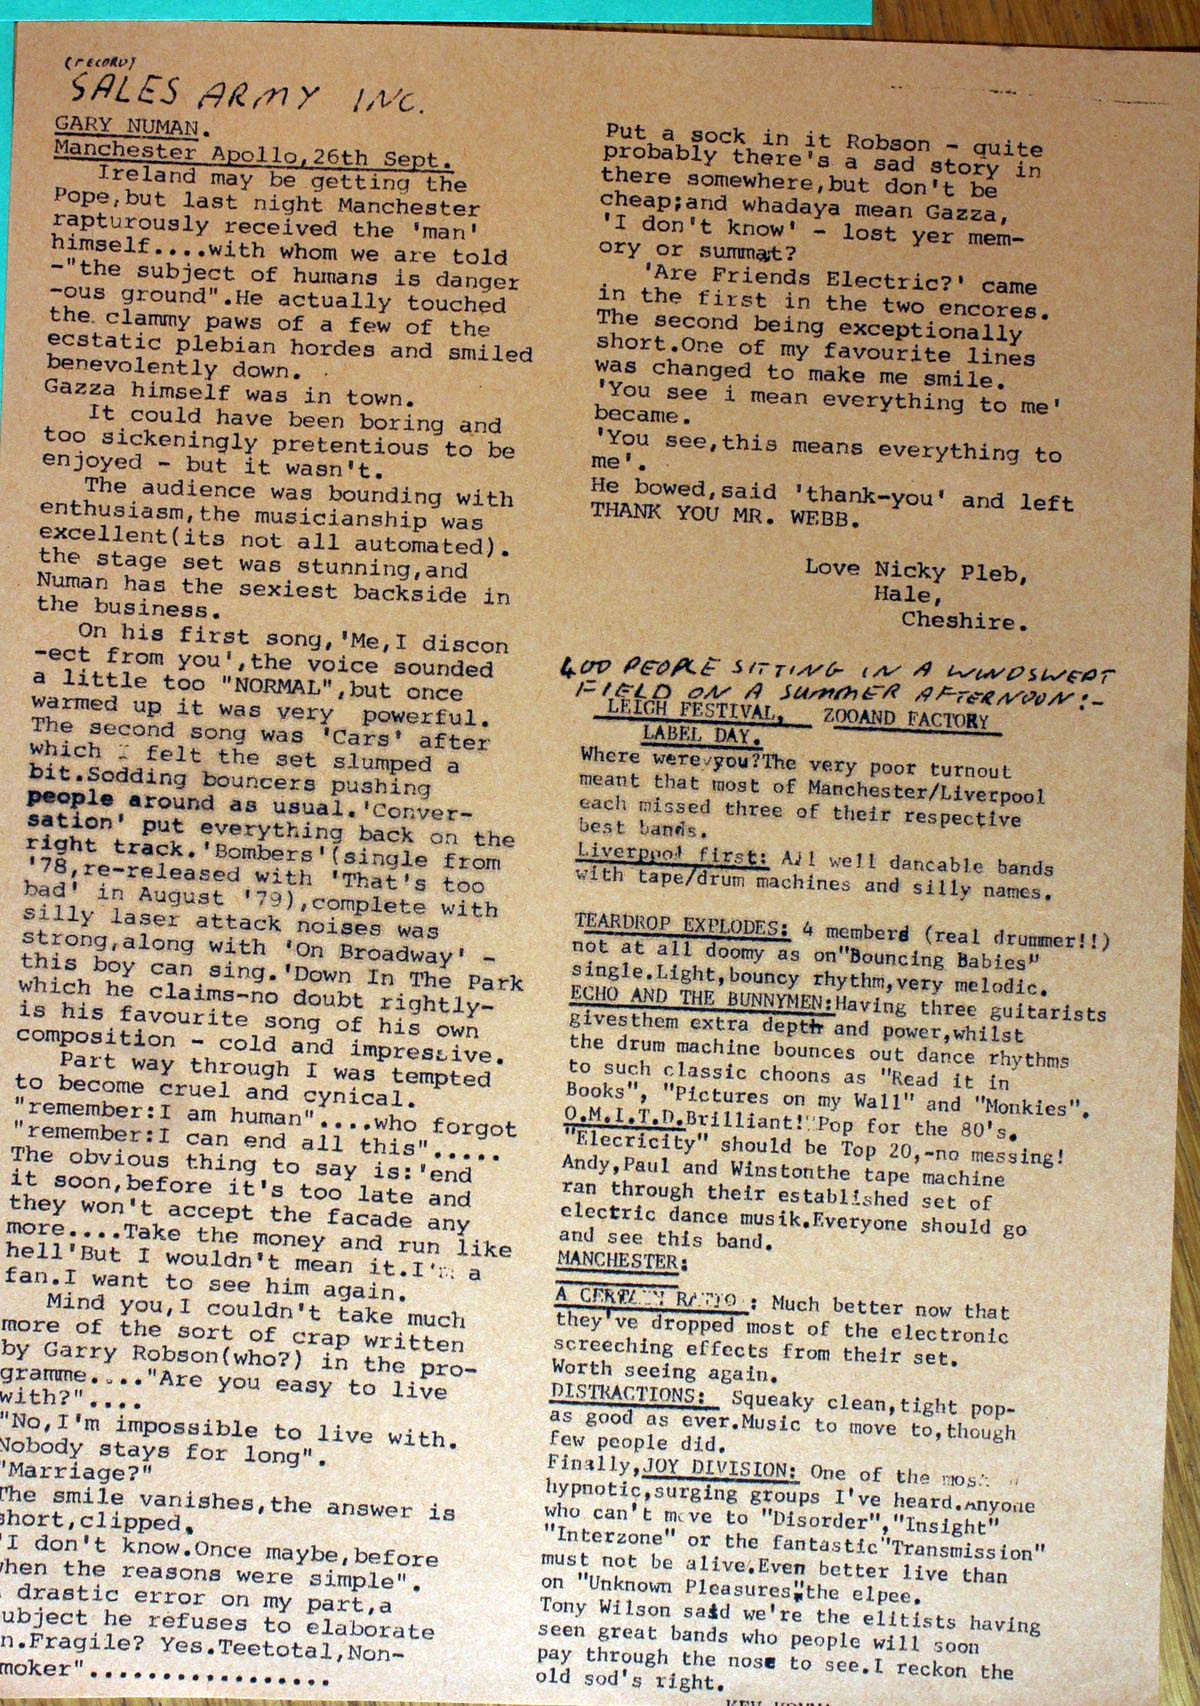 (RECORD)
SALES ARMY INC.
GARY NUMAN.
Manchester Apollo,26th Sept.
Ireland may be getting the
Pope,but last night Manchester
rapturously received the 'man'
himself....with whom we are told
-"the subject of humans is danger
-ous ground".He actually touched
the clammy paws of a few of the
ecstatic plebian hordes and smiled
benevolently down.
Gazza himself was in town.
It could have been boring and
too sickeningly pretentious to be
enjoyed - but it wasn't.
The audience was bounding with
enthusiasm,the musicianship was
excellent(its not all automated).
the stage set was stunning,and
Numan has the sexiest backside in
the business.
On his first song,'Me,I discon
-ect from you',the voice sounded
a little too "NORMAL",but once
warmed up it was very powerful.
The second song was 'Cars' after
which I felt the set slumped a
bit.Sodding bouncers pushing
people around as usual.'Conver-
sation' put everything back on the
right track.'Bombers'(single from
'78,re-released with 'That's too
bad' in August '79),complete with
silly laser attack noises was
strong,along with 'On Broadway' -
this boy can sing.'Down In The Park
which he claims-no doubt rightly-
is his favourite song of his own
composition - cold and impressive.
Part way through I was tempted
to become cruel and cynical.
"remember:I am human"....who forgot
"remember:I can end all this".....
The obvious thing to say is:'end
it soon,before it's too late and
they won't accept the facade any
more....Take the money and run like
hell'But I wouldn't mean it.I'm a
fan.I want to see him again.
Mind you,I couldn't take much
more of the sort of crap written
by Garry Robson(who?) in the pro-
gramme...."Are you easy to live
with?"....
"No,I'm impossible to live with.
Nobody stays for long".
"Marriage?"
The smile vanishes,the answer is
short,clipped.
'I don't know.Once maybe,before
when the reasons were simple".
drastic error on my part,a
ubject he refuses to elaborate
n.Fragile? Yes.Teetotal,Non-
moker"................
Put a sock in it Robson - quite
probably there's a sad story in
there somewhere,but don't be
cheap;and whadaya mean Gazza,
'I don't know' - lost yer mem-
ory or summat?
'Are Friends Electric?' came
in the first in the two encores.
The second being exceptionally
short.One of my favourite lines
was changed to make me smile.
'You see i mean everything to me'
became.
'You see,this means everything to
me'.
He bowed,said 'thank-you' and left
THANK YOU MR. WEBB.
Love Nicky Pleb,
Hale,
Cheshire.
400 PEOPLE SITTING IN A WINDSWEPT
FIELD ON A SUMMER AFTERNOON:-
LEIGH FESTIVAL, ZOOAND FACTORY
LABEL DAY.
Where were you?The very poor turnout
meant that most of Manchester/Liverpool
each missed three of their respective
best bands.
Liverpool first: All well dancable bands
with tape/drum machines and silly names.
TEARDROP EXPLODES: 4 members (real drummer!!)
not at all doomy as on"Bouncing Babies"
single.Light,bouncy rhythm,very melodic.
ECHO AND THE BUNNYMEN:Having three guitarists
givesthem extra depth and power,whilst
the drum machine bounces out dance rhythms
to such classic choons as "Read it in
Books", "Pictures on my Wall" and "Monkies".
O.M.I.T.D.Brilliant! Pop for the 80's.
"Elecricity" should be Top 20,-no messing!
Andy,Paul and Winstonthe tape machine
ran through their established set of
electric dance musik.Everyone should go
and see this band.
MANCHESTER:
A CERTAIN RATIO : Much better now that
they've dropped most of the electronic
screeching effects from their set.
Worth seeing again.
DISTRACTIONS: Squeaky clean,tight pop-
as good as ever.Music to move to,though
few people did.
Finally,JOY DIVISION: One of the most
hypnotic,surging groups I've heard.Anyone
who can't move to "Disorder","Insight"
"Interzone" or the fantastic"Transmission"
must not be alive.Even better live than
on "Unknown Pleasures",the elpee.
Tony Wilson said we're the elitists having
seen great bands who people will soon
pay through the nose to see.I reckon the
old sod's right.